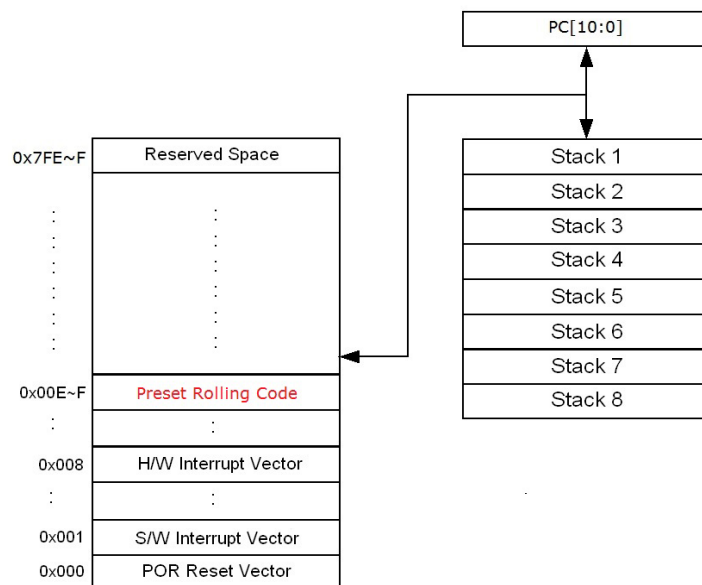 PC[10:0]
0x7FE~F Reserved Space
Stack 1
Stack 2
Stack 3
Stack 4
Stack 5
Stack 6
Stack 7
Stack 8
0x00E~F Preset Rolling Code
0x008 H/W Interrupt Vector
0x001 S/W Interrupt Vector
0x000 POR Reset Vector